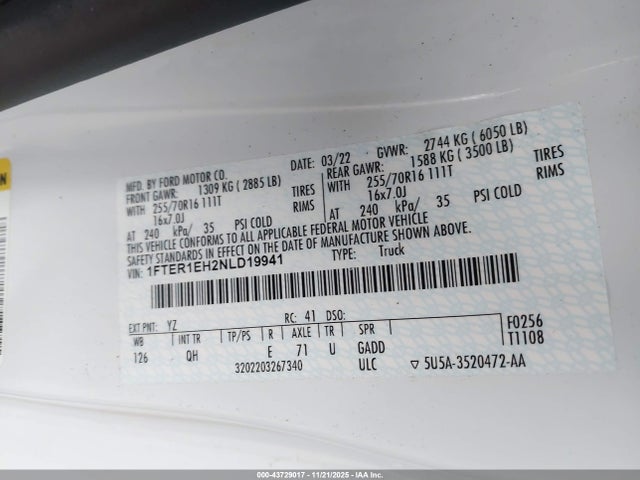 MFD. BY FORD MOTOR CO.
DATE: 03/22 GVWR: 2744 KG ( 6050 LB)
FRONT GAWR: 1309 KG ( 2885 LB)
REAR GAWR: 1588 KG ( 3500 LB)
WITH 255/70R16 111T TIRES
WITH 255/70R16 111T TIRES
16x7.0J RIMS
16x7.0J RIMS
AT 240 kPa/ 35 PSI COLD
AT 240 kPa/ 35 PSI COLD
THIS VEHICLE CONFORMS TO ALL APPLICABLE FEDERAL MOTOR VEHICLE
SAFETY STANDARDS IN EFFECT ON THE DATE OF MANUFACTURE SHOWN ABOVE.
VIN: 1FTER1EH2NLD19941 TYPE: Truck
EXT PNT: YZ RC: 41 DSO:
WB INT TR TP/PS R AXLE TR SPR F0256
126 QH E 71 U GADD T1108
3202203267340 ULC ▽ 5U5A-3520472-AA
000-43729017 - 11/21/2025 - IAA Inc.